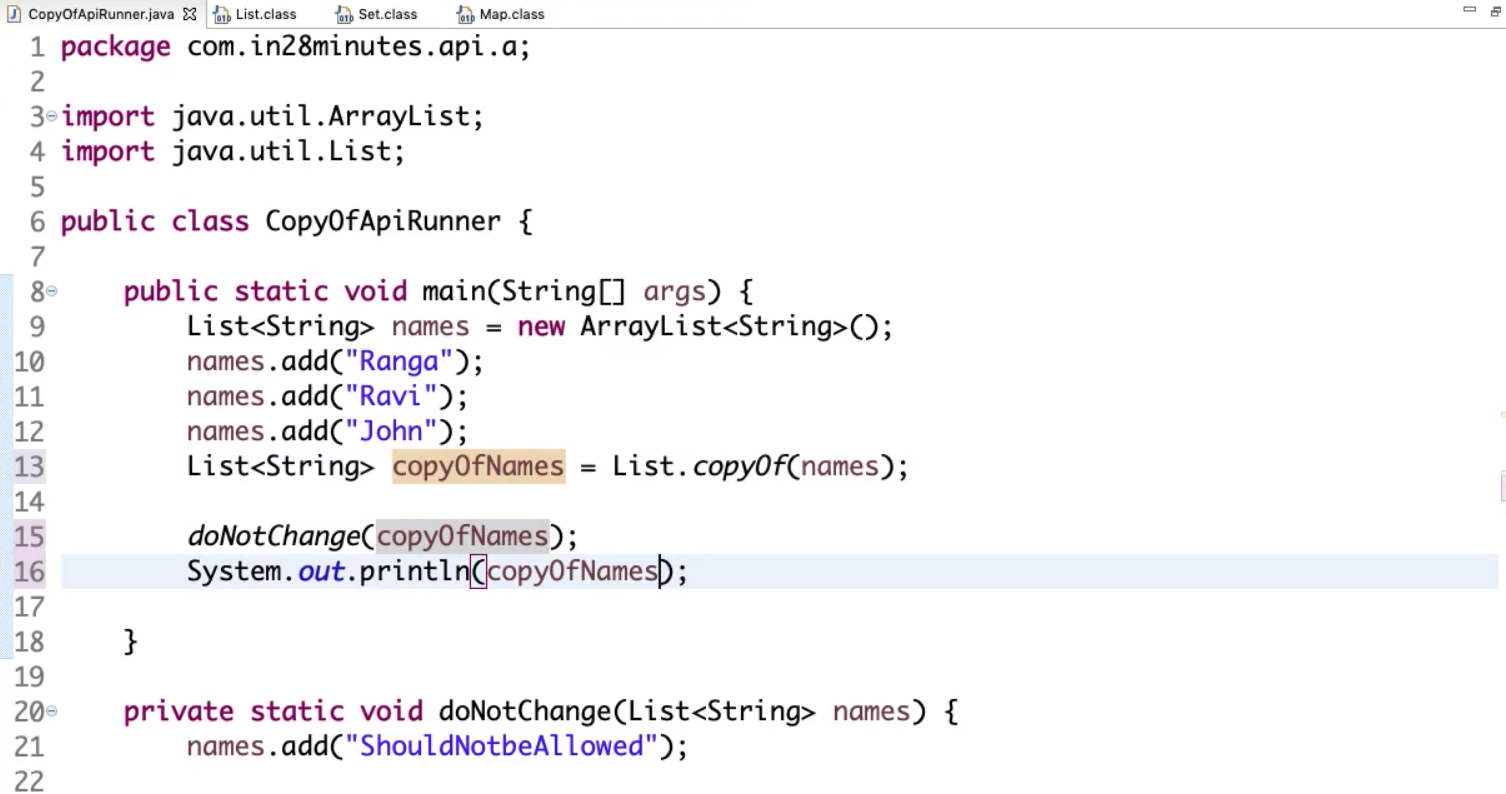 CopyOfApiRunner.java List.class Set.class Map.class
1 package com.in28minutes.api.a;
2
3 import java.util.ArrayList;
4 import java.util.List;
5
6 public class CopyOfApiRunner {
7
8 public static void main(String[] args) {
9 List<String> names = new ArrayList<String>();
10 names.add("Ranga");
11 names.add("Ravi");
12 names.add("John");
13 List<String> copyOfNames = List.copyOf(names);
14
15 doNotChange(copyOfNames);
16 System.out.println(copyOfNames);
17
18 }
19
20 private static void doNotChange(List<String> names) {
21 names.add("ShouldNotbeAllowed");
22